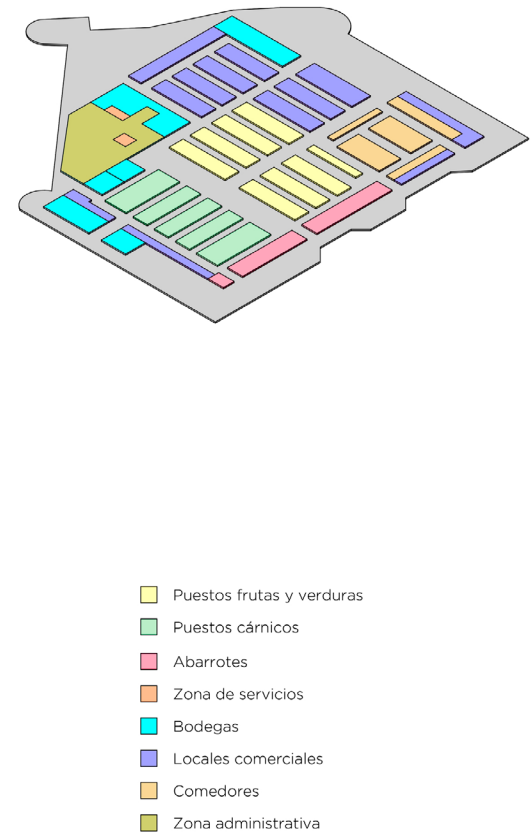 Puestos frutas y verduras
Puestos cárnicos
Abarrotes
Zona de servicios
Bodegas
Locales comerciales
Comedores
Zona administrativa